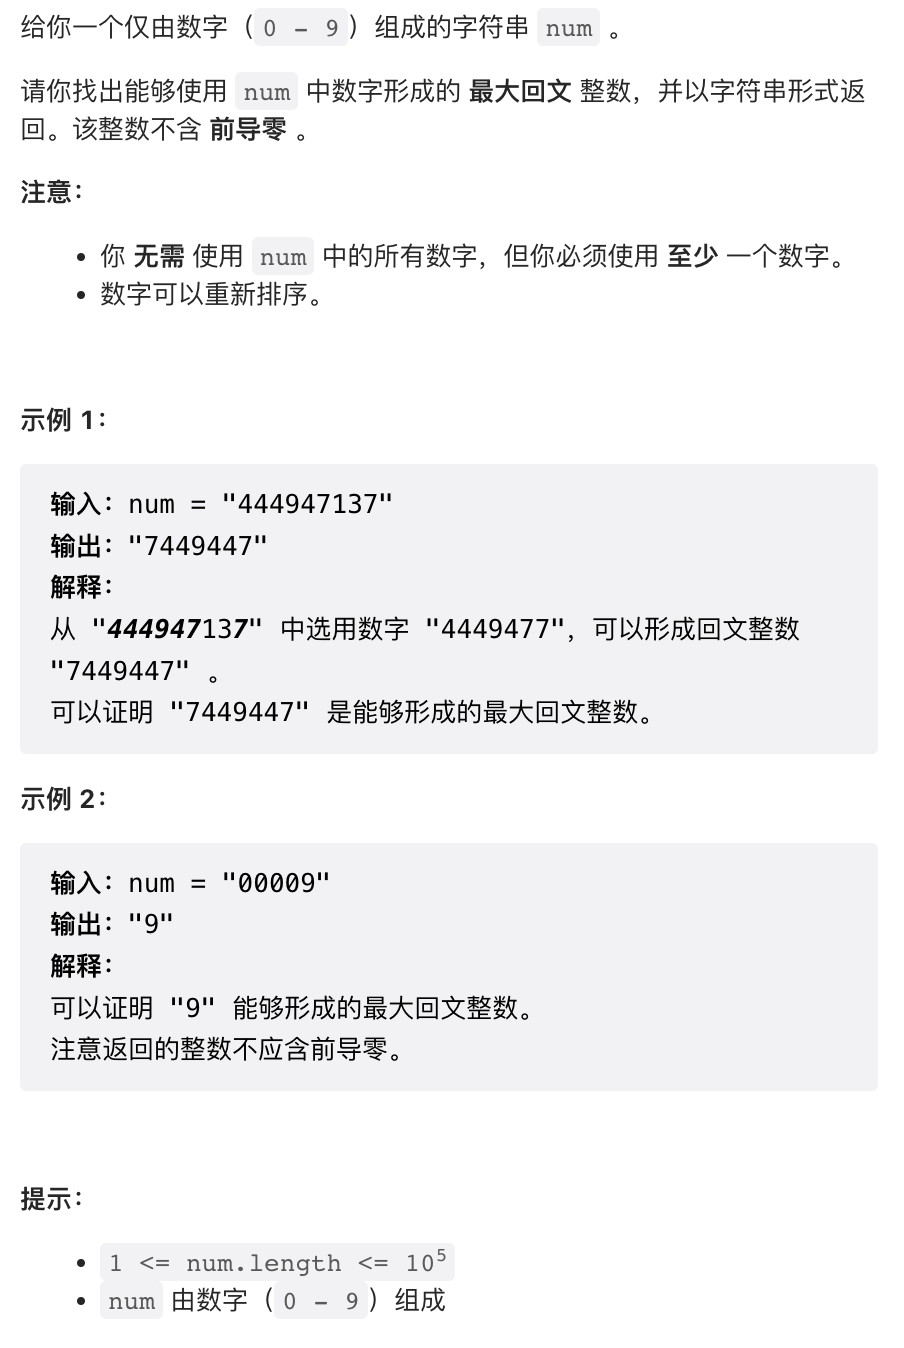 给你一个仅由数字（0 - 9）组成的字符串 num 。
请你找出能够使用 num 中数字形成的 最大回文 整数，并以字符串形式返
回。该整数不含 前导零 。
注意：
• 你 无需 使用 num 中的所有数字，但你必须使用 至少 一个数字。
• 数字可以重新排序。
示例 1：
输入：num = "444947137"
输出："7449447"
解释：
从 "444947137" 中选用数字 "4449477"，可以形成回文整数
"7449447" 。
可以证明 "7449447" 是能够形成的最大回文整数。
示例 2：
输入：num = "00009"
输出："9"
解释：
可以证明 "9" 能够形成的最大回文整数。
注意返回的整数不应含前导零。
提示：
• 1 <= num.length <= 10⁵
• num 由数字（0 - 9）组成